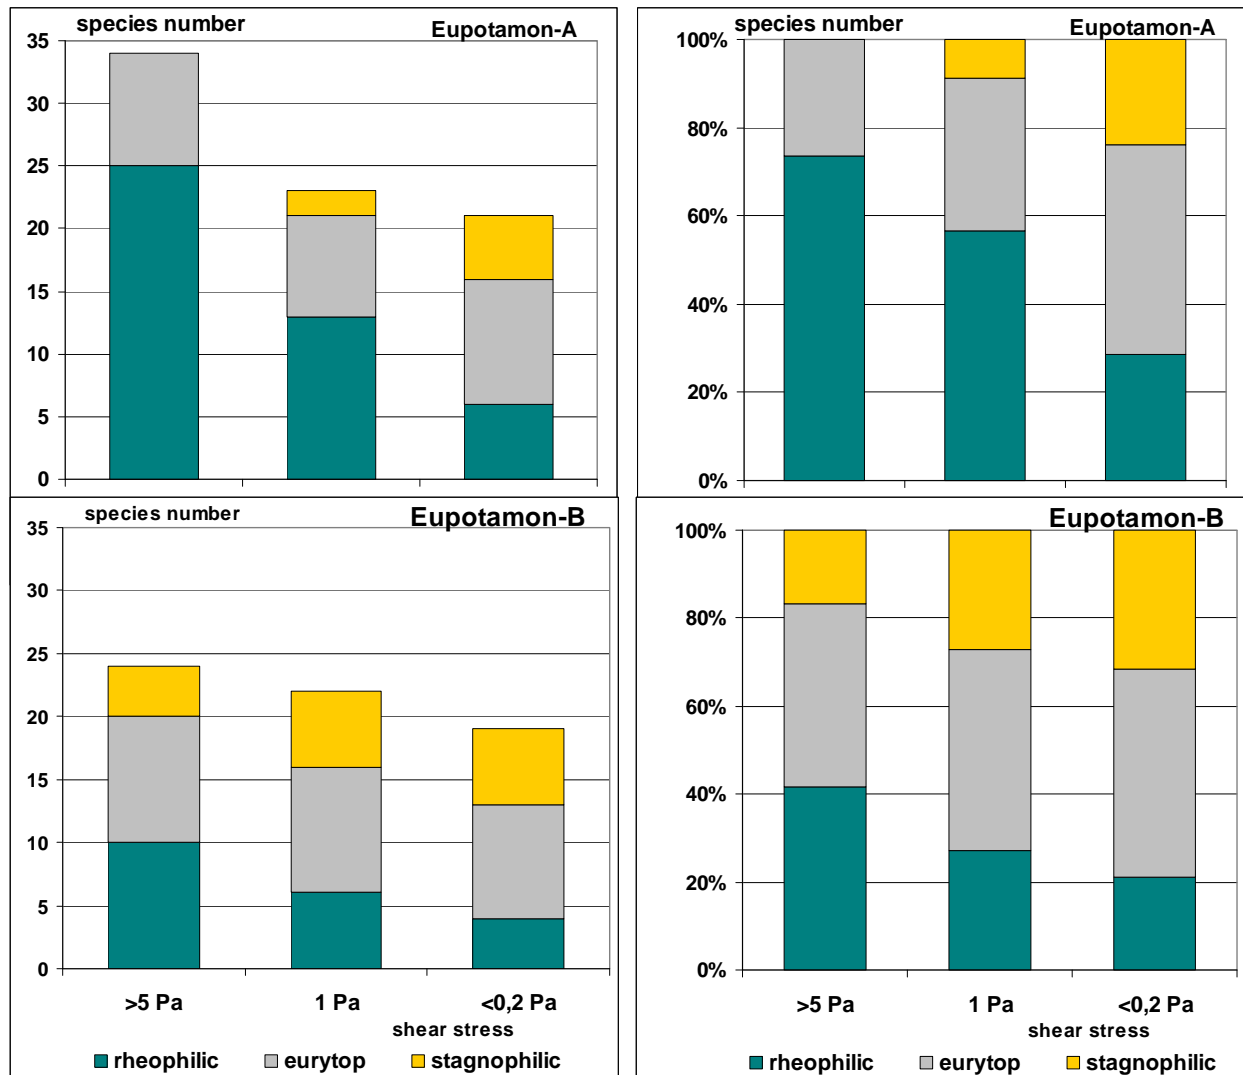 species number Eupotamon-A
35
30
25
20
15
10
5
0
species number Eupotamon-A
100%
80%
60%
40%
20%
0%
species number Eupotamon-B
35
30
25
20
15
10
5
0
>5 Pa 1 Pa <0,2 Pa
shear stress
rheophilic eurytop stagnophilic
Eupotamon-B
100%
80%
60%
40%
20%
0%
>5 Pa 1 Pa <0,2 Pa
shear stress
rheophilic eurytop stagnophilic